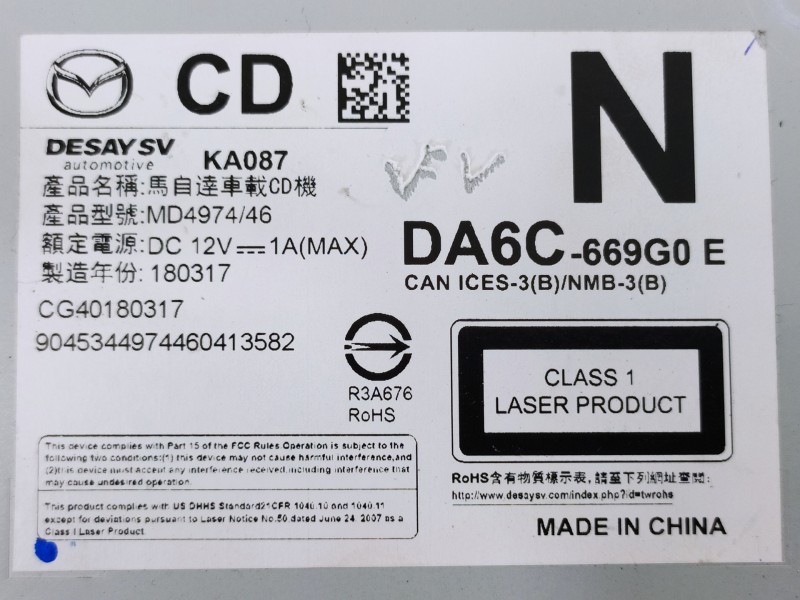 CD
N
DESAY SV
automotive
KA087
產品名稱:馬自達車載CD機
產品型號:MD4974/46
額定電源:DC 12V⎓1A(MAX)
製造年份:180317
CG40180317
9045344974460413582
DA6C-669G0 E
CAN ICES-3(B)/NMB-3(B)
R3A676
RoHS
CLASS 1
LASER PRODUCT
This device complies with Part 15 of the FCC Rules Operation is subject to the
following two conditions:(1) this device may not cause harmful interference,and
(2)this device must accept any interference received,including interference that
may cause undesired operation.
This product complies with US DHHS Standard21CFR 1040.10 and 1040.11
except for deviations pursuant to Laser Notice No.50,dated June 24, 2007 as a
Class I Laser Product.
RoHS含有物質標示表,請至下列網址查閱:
http://www.desaysv.com/index.php?id=twrohs
MADE IN CHINA